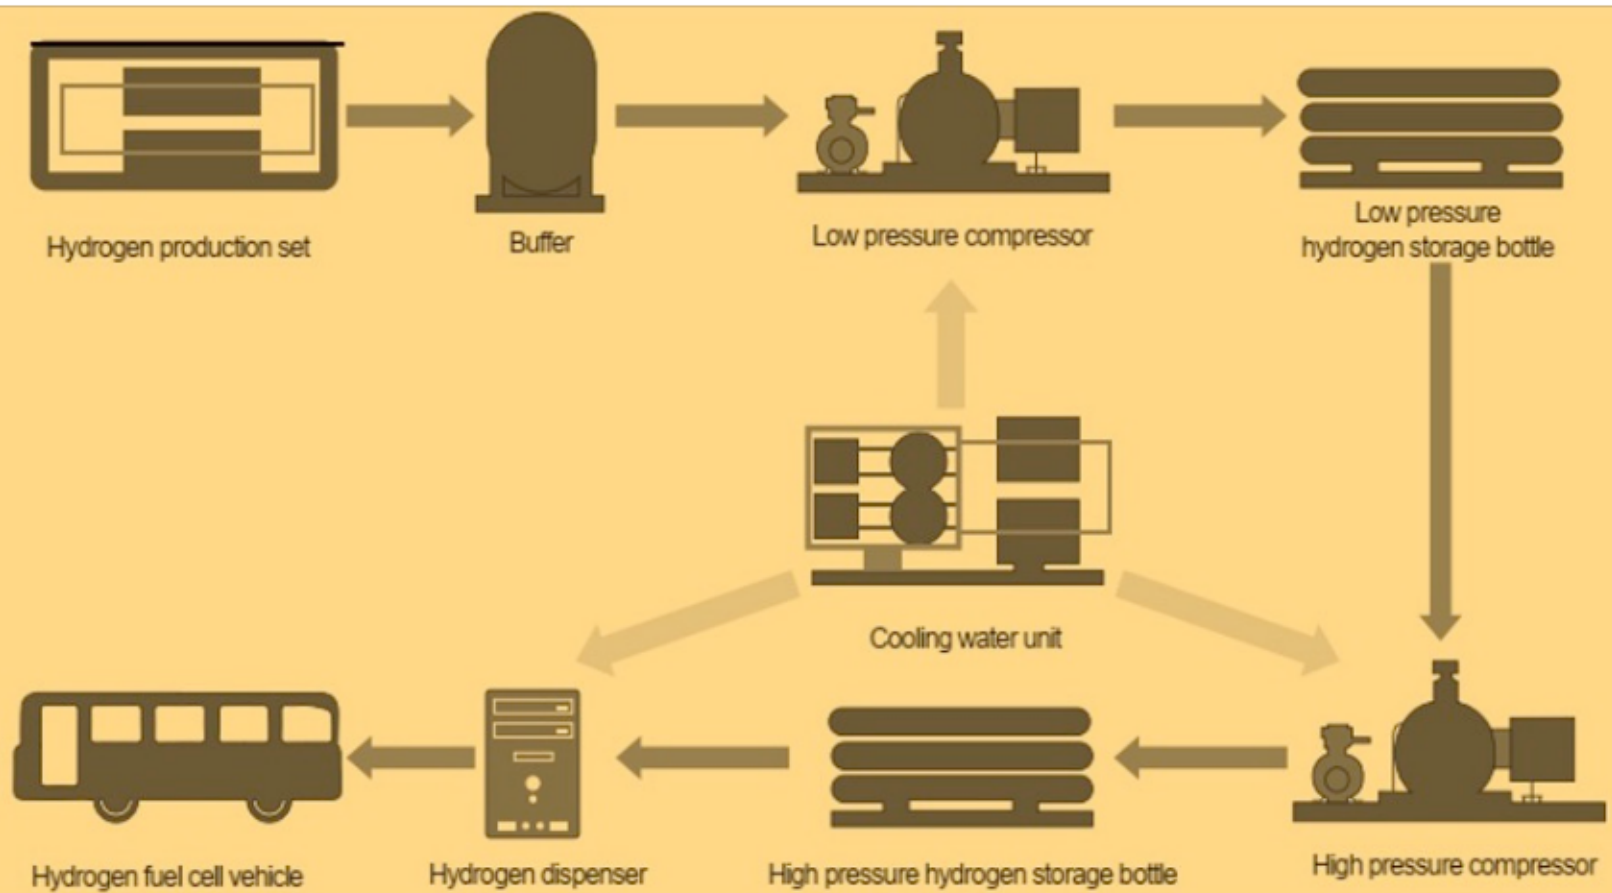 Hydrogen production set
Buffer
Low pressure compressor
Low pressure
hydrogen storage bottle
Cooling water unit
Hydrogen fuel cell vehicle
Hydrogen dispenser
High pressure hydrogen storage bottle
High pressure compressor